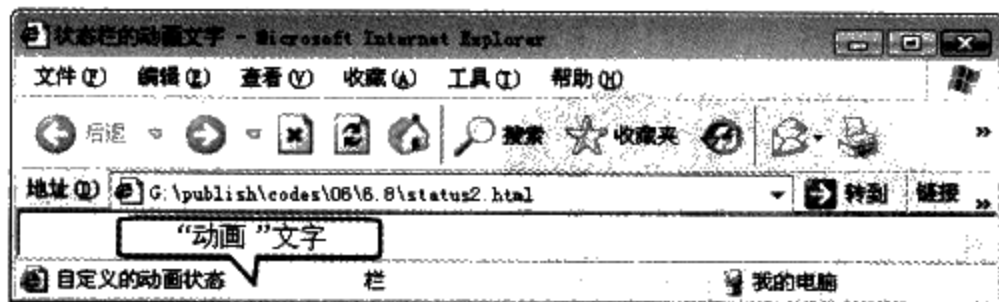 状态栏的动画文字 - Microsoft Internet Explorer
文件(F) 编辑(E) 查看(V) 收藏(A) 工具(T) 帮助(H)
后退 搜索 收藏夹 »
地址(D) G:\publish\codes\06\6.8\status2.html 转到 链接 »
“动画 ”文字
自定义的动画状态 栏 我的电脑